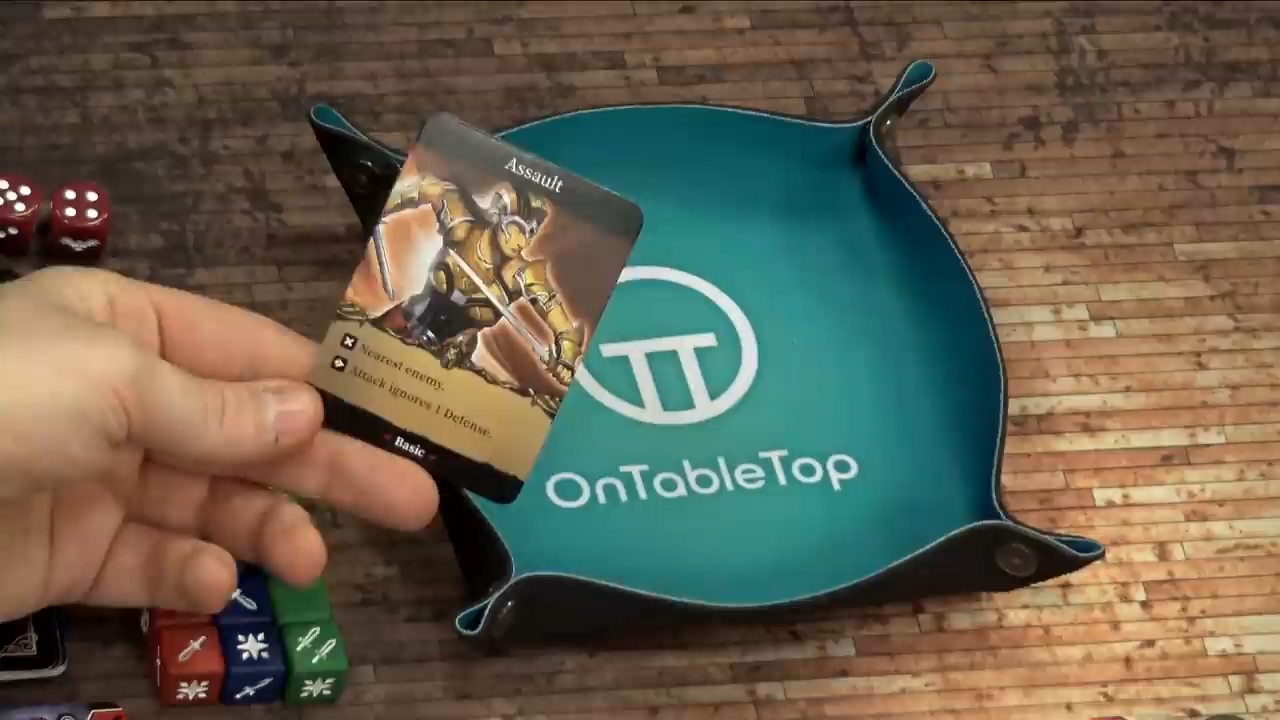 Assault
Nearest enemy.
Attack ignores 1 Defense.
Basic
OnTableTop